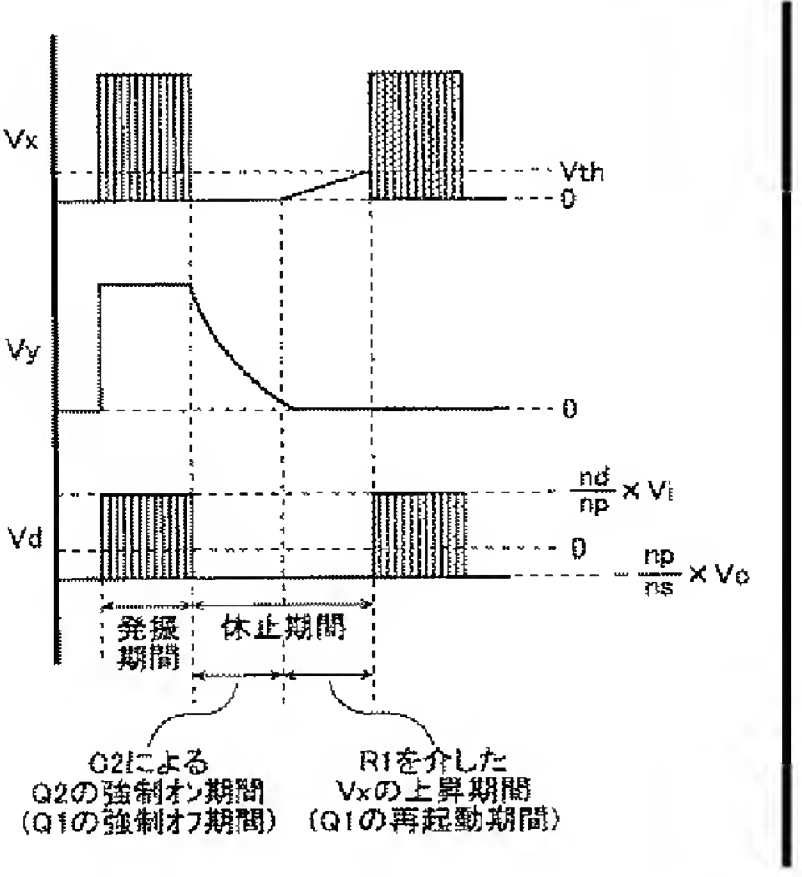 Vx
Vth
0
Vy
0
nd/np × Vi
Vd
0
− np/ns × Vo
発振
期間
休止期間
C2による
Q2の強制オン期間
(Q1の強制オフ期間)
R1を介した
Vxの上昇期間
(Q1の再起動期間)